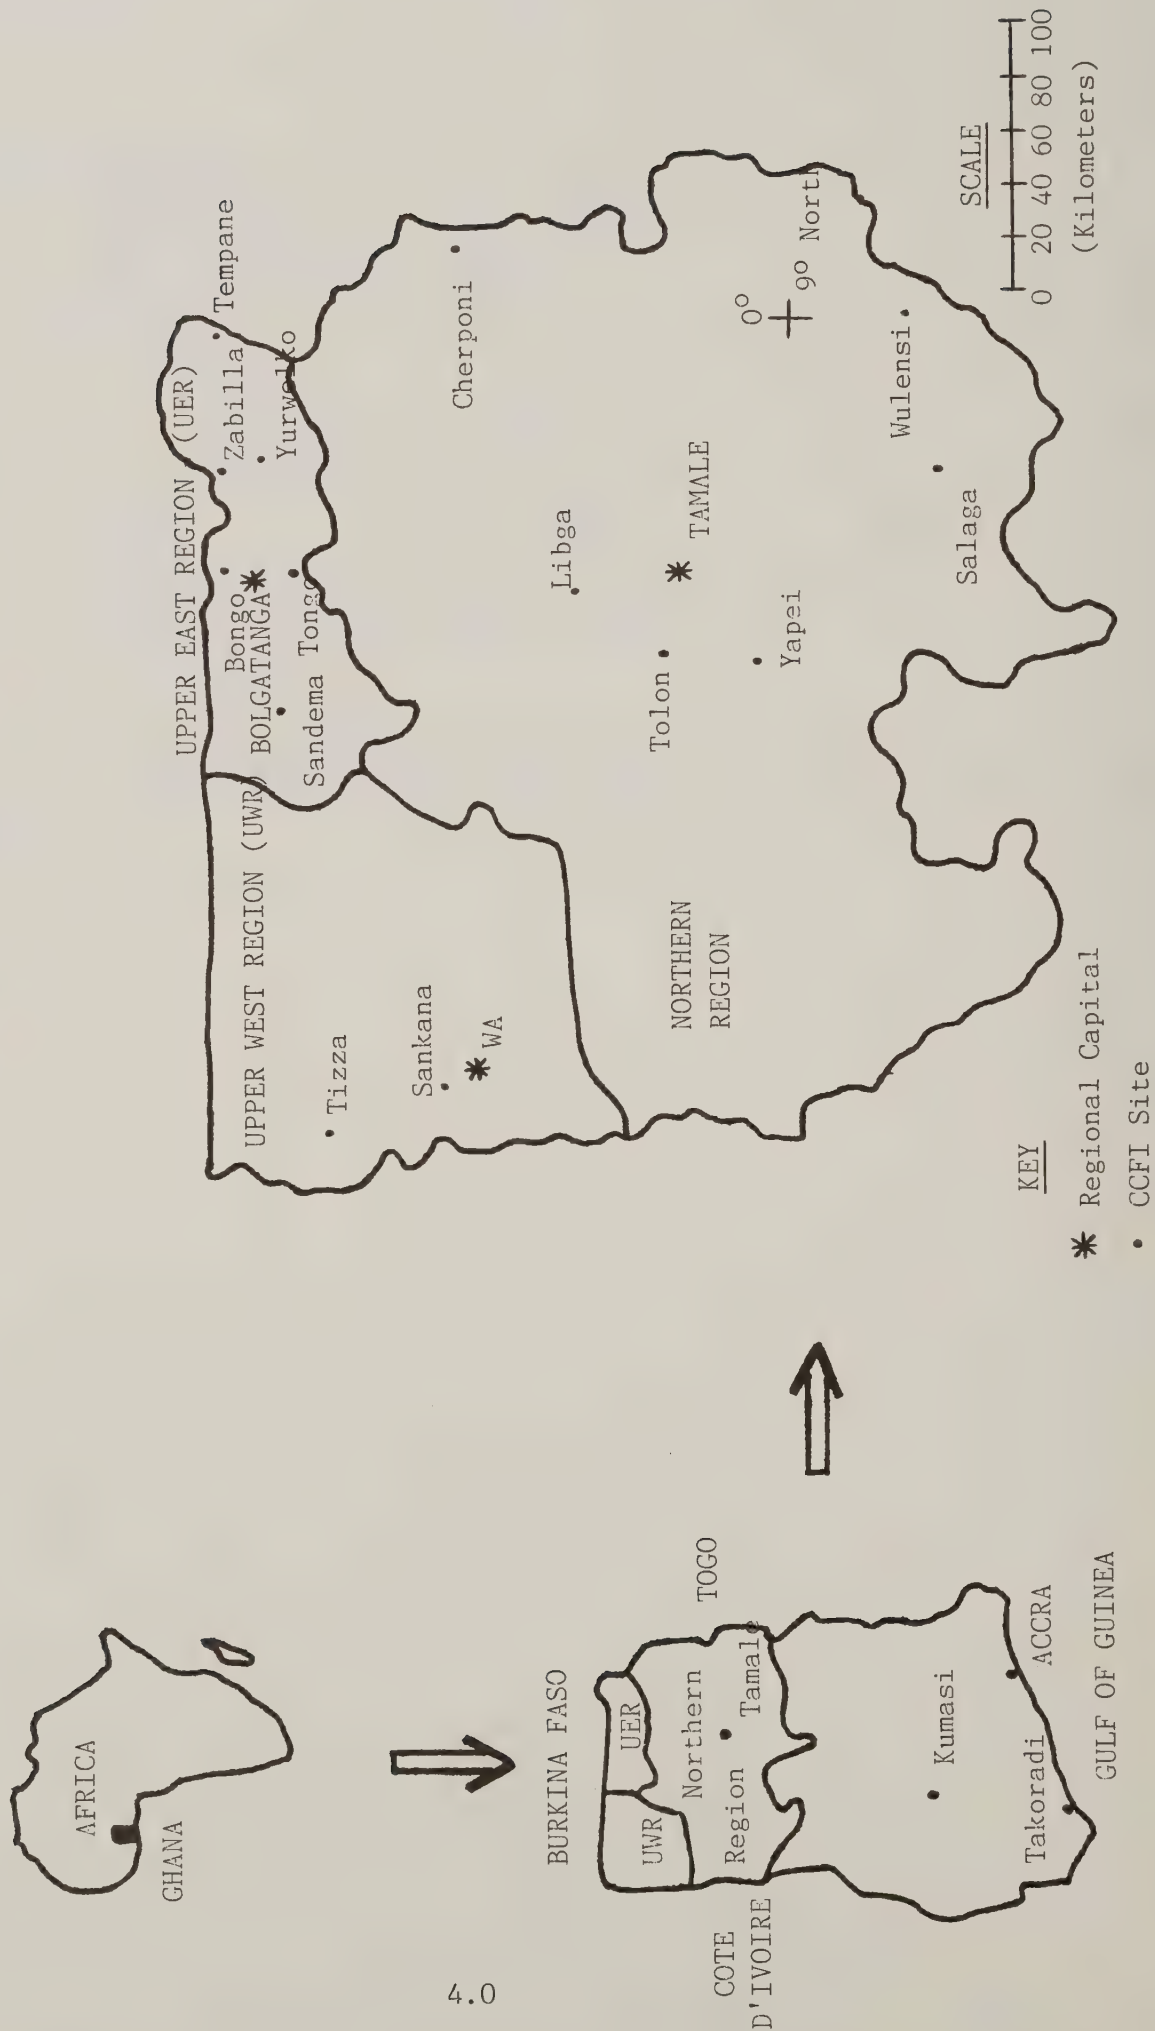 AFRICA
GHANA
BURKINA FASO
UWR
UER
Northern
Region
Tamale
TOGO
COTE
D'IVOIRE
Kumasi
Takoradi
ACCRA
GULF OF GUINEA
UPPER EAST REGION (UER)
UPPER WEST REGION (UWR)
Bongo
BOLGATANGA
Sandema
Tongo
Zabilla
Yurwelko
Tempane
Tizza
Sankana
WA
NORTHERN
REGION
Cherponi
Libga
Tolon
TAMALE
Yapei
Wulensi
Salaga
0°
9° North
KEY
* Regional Capital
• CCFI Site
SCALE
0 20 40 60 80 100
(Kilometers)
4.0